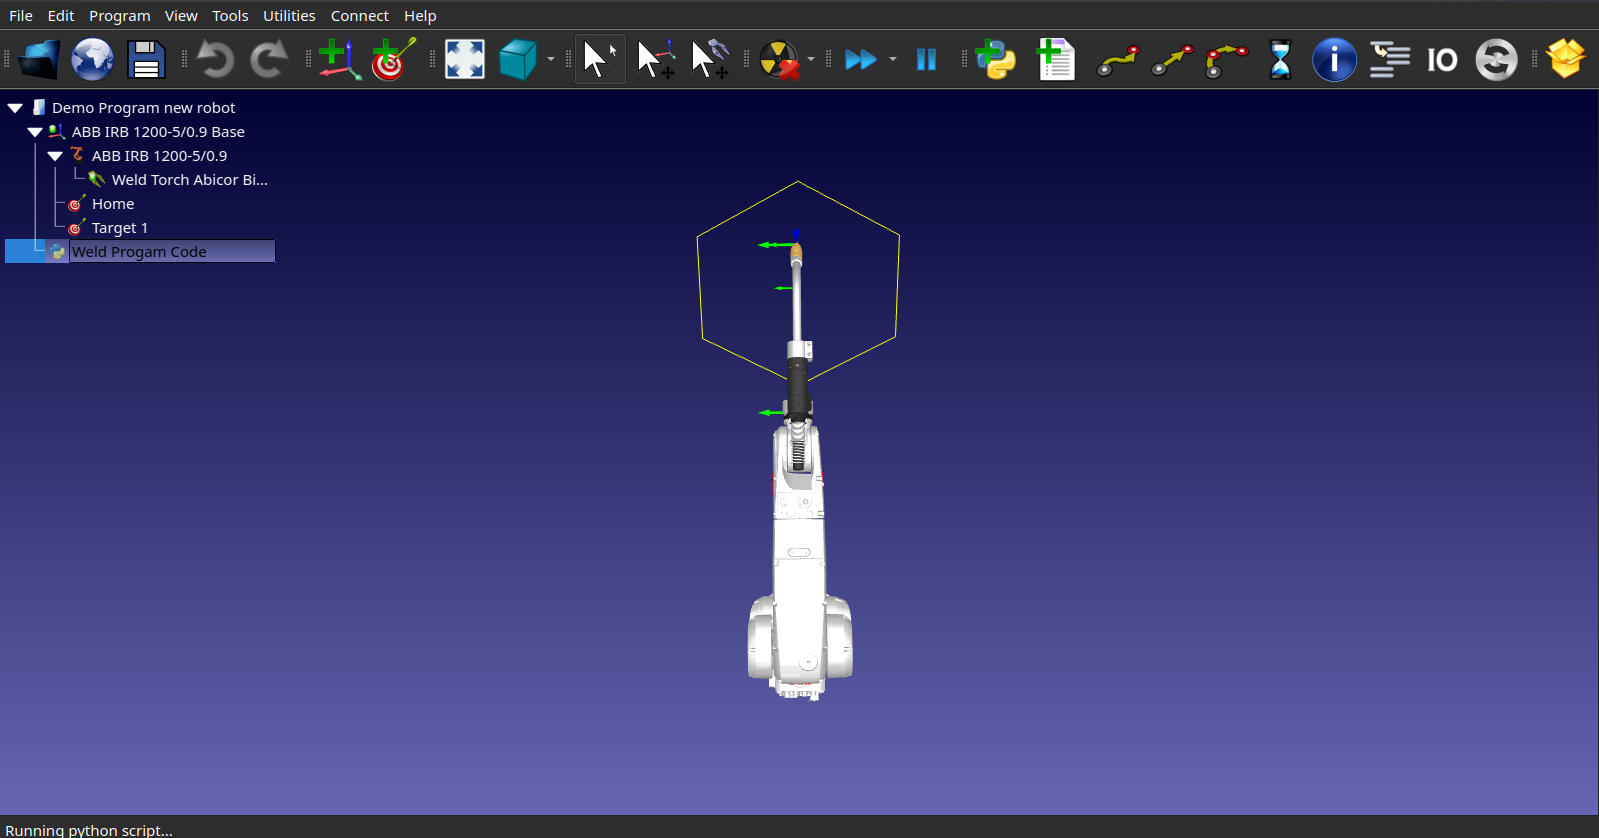 File Edit Program View Tools Utilities Connect Help
IO
Demo Program new robot
ABB IRB 1200-5/0.9 Base
ABB IRB 1200-5/0.9
Weld Torch Abicor Bi...
Home
Target 1
Weld Progam Code
Running python script...